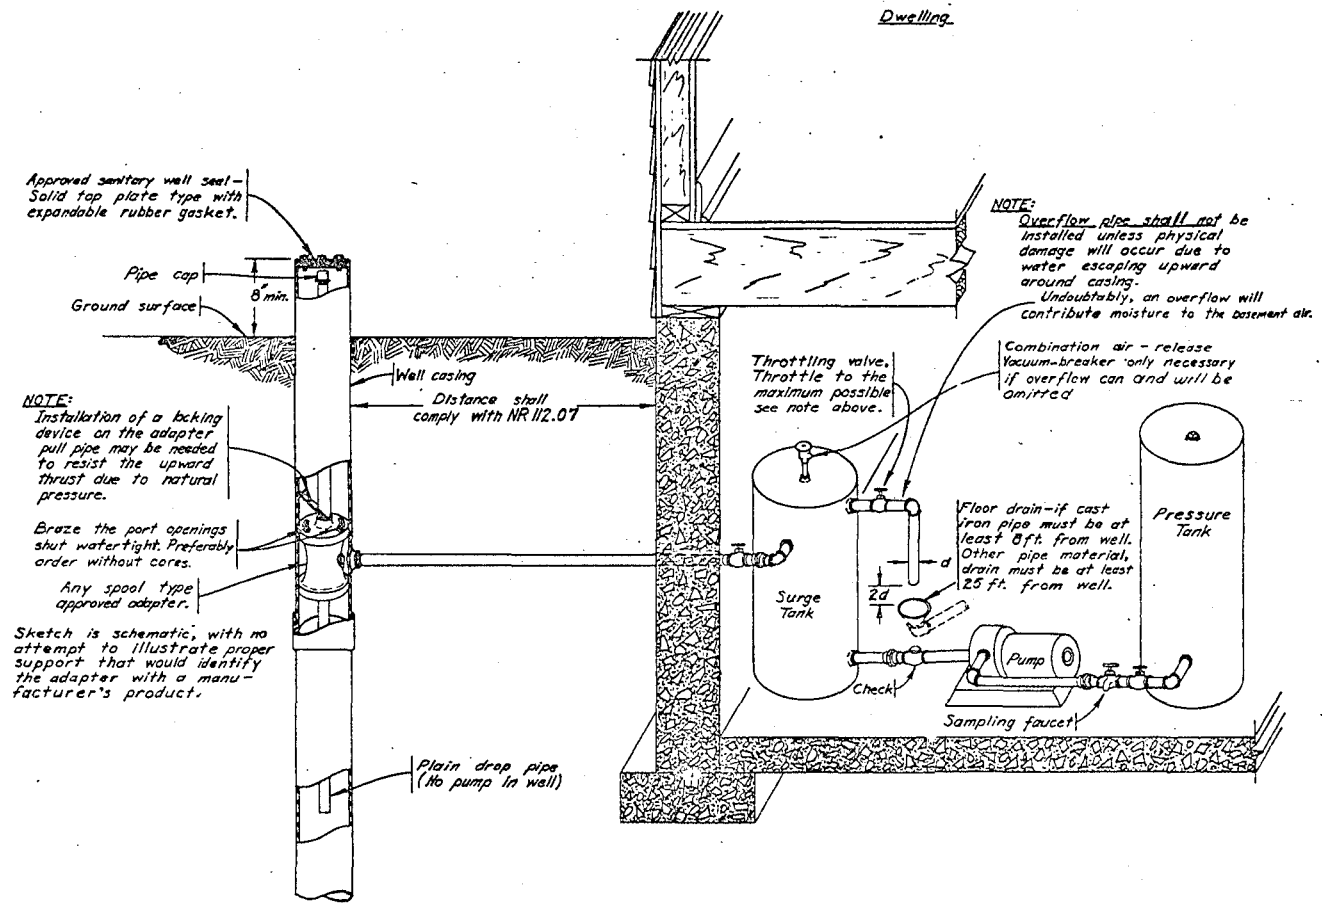 Dwelling
Approved sanitary well seal-
Solid top plate type with
expandable rubber gasket.
Pipe cap
8" min.
Ground surface
Well casing
Distance shall
comply with NR 112.07
NOTE:
Installation of a locking
device on the adapter
pull pipe may be needed
to resist the upward
thrust due to natural
pressure.
Braze the port openings
shut watertight. Preferably
order without cores.
Any spool type
approved adapter.
Sketch is schematic, with no
attempt to illustrate proper
support that would identify
the adapter with a manu-
facturer's product.
Plain drop pipe
(No pump in well)
NOTE:
Overflow pipe shall not be
installed unless physical
damage will occur due to
water escaping upward
around casing.
Undoubtably, an overflow will
contribute moisture to the basement air.
Throttling valve,
Throttle to the
maximum possible
see note above.
Combination air - release
Vacuum-breaker only necessary
if overflow can and will be
omitted
Floor drain-if cast
iron pipe must be at
least 8 ft. from well.
Other pipe material,
drain must be at least
25 ft. from well.
Surge
Tank
d
2d
Pressure
Tank
Pump
Check
Sampling faucet